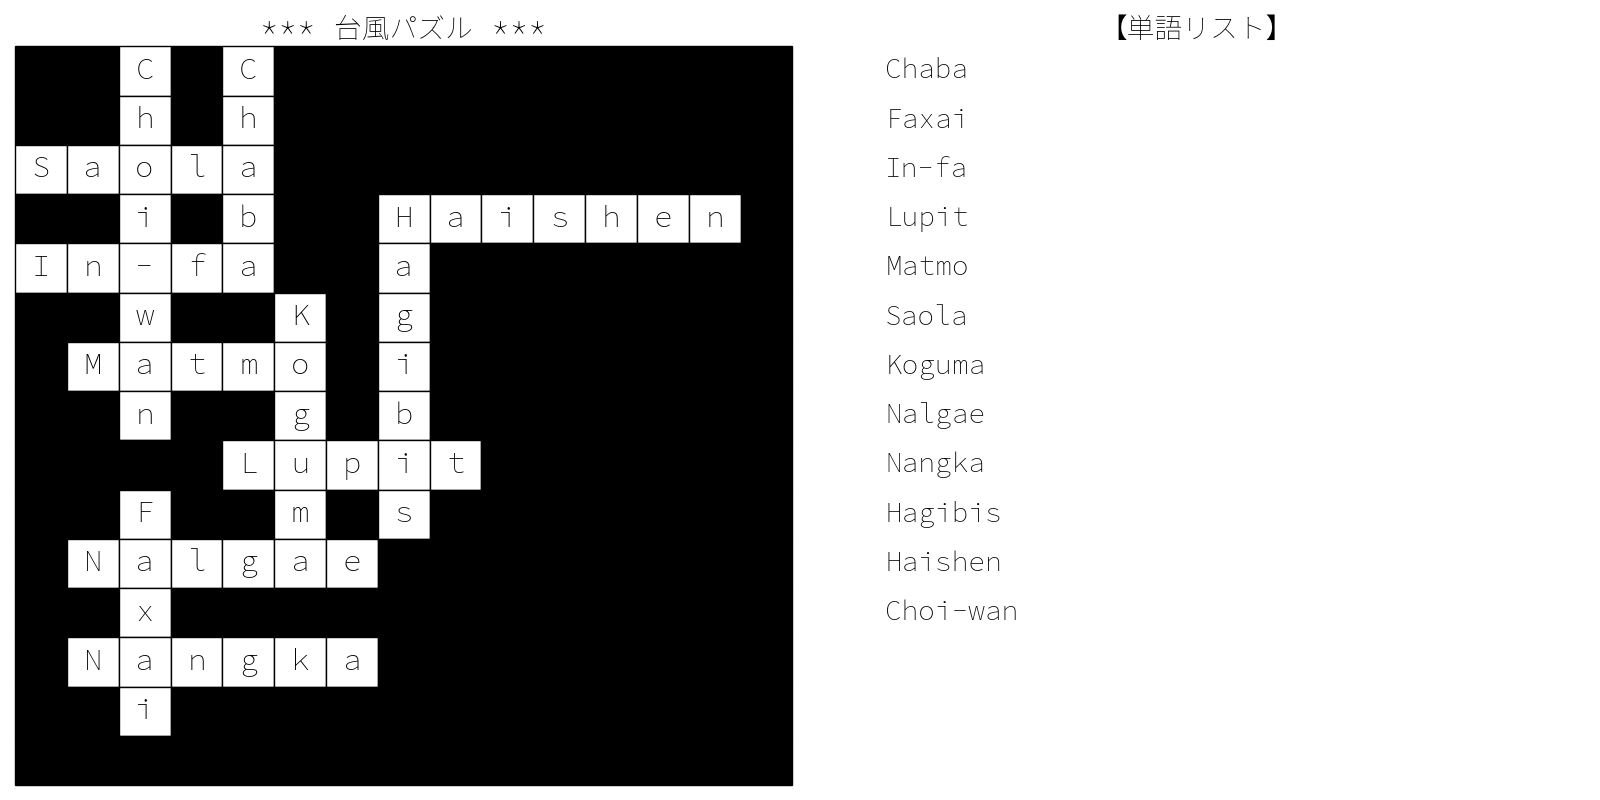 *** 台風パズル ***
【単語リスト】
C C
Chaba
h h
Faxai
S a o l a
In-fa
i b H a i s h e n
Lupit
I n - f a a
Matmo
w K g
Saola
M a t m o i
Koguma
n g b
Nalgae
L u p i t
Nangka
F m s
Hagibis
N a l g a e
Haishen
x
Choi-wan
N a n g k a
i